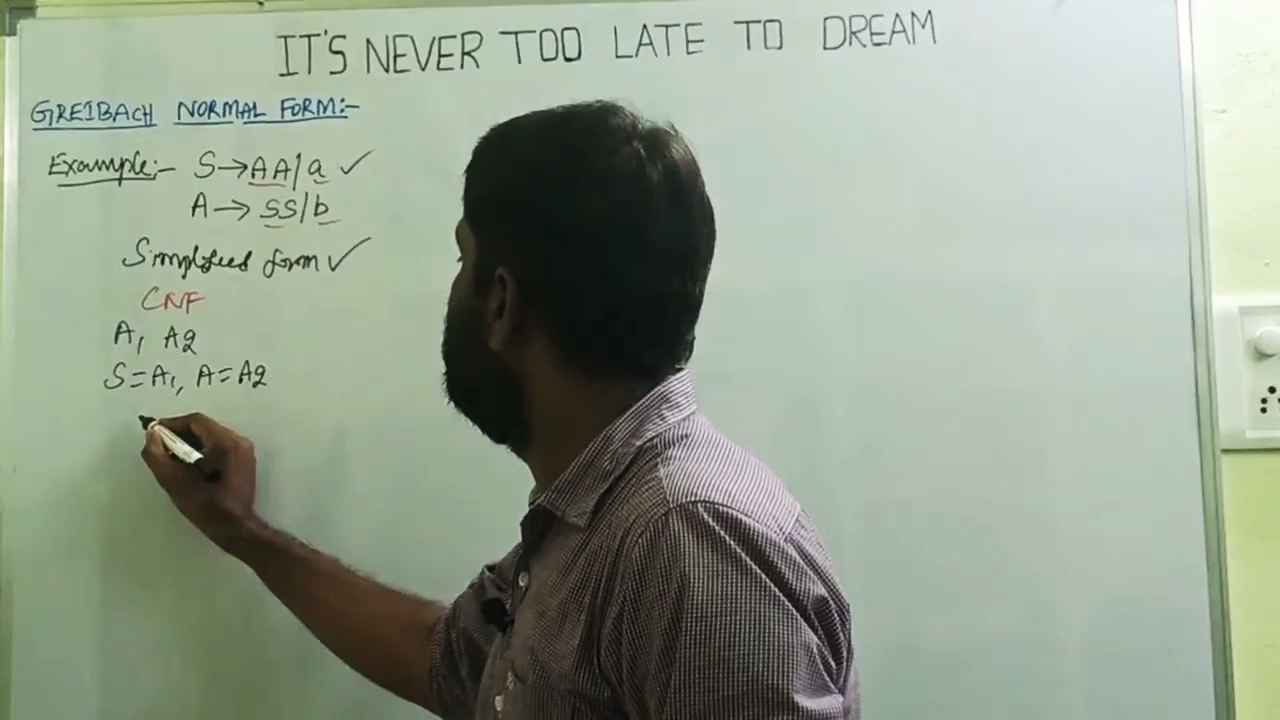 IT'S NEVER TOO LATE TO DREAM
GREIBACH NORMAL FORM:-
Example:- S→AA/a ✓
A→SS/b
Simplified form ✓
CNF
A1 A2
S=A1, A=A2